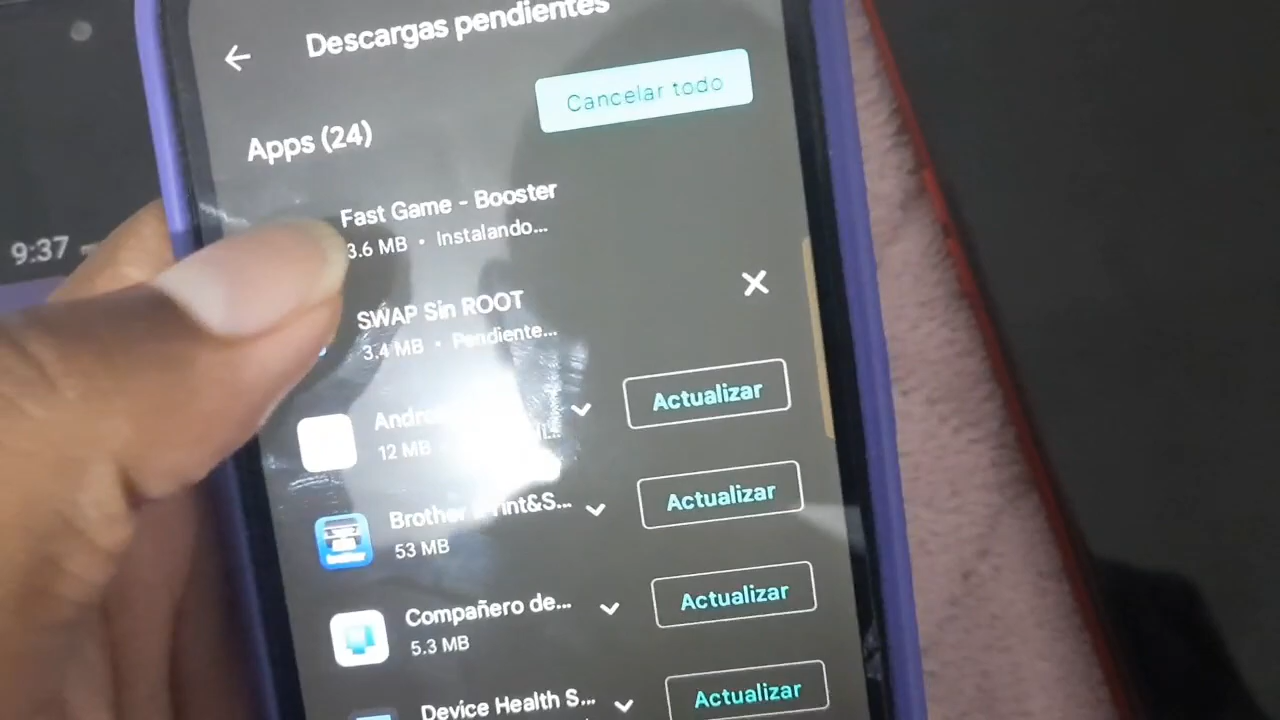 Descargas pendientes
Cancelar todo
Apps (24)
Fast Game - Booster
3.6 MB • Instalando...
9:37
SWAP Sin ROOT
3.4 MB • Pendiente...
Actualizar
12 MB
Brother
53 MB
Actualizar
Compañero de...
5.3 MB
Actualizar
Device Health S...
Actualizar